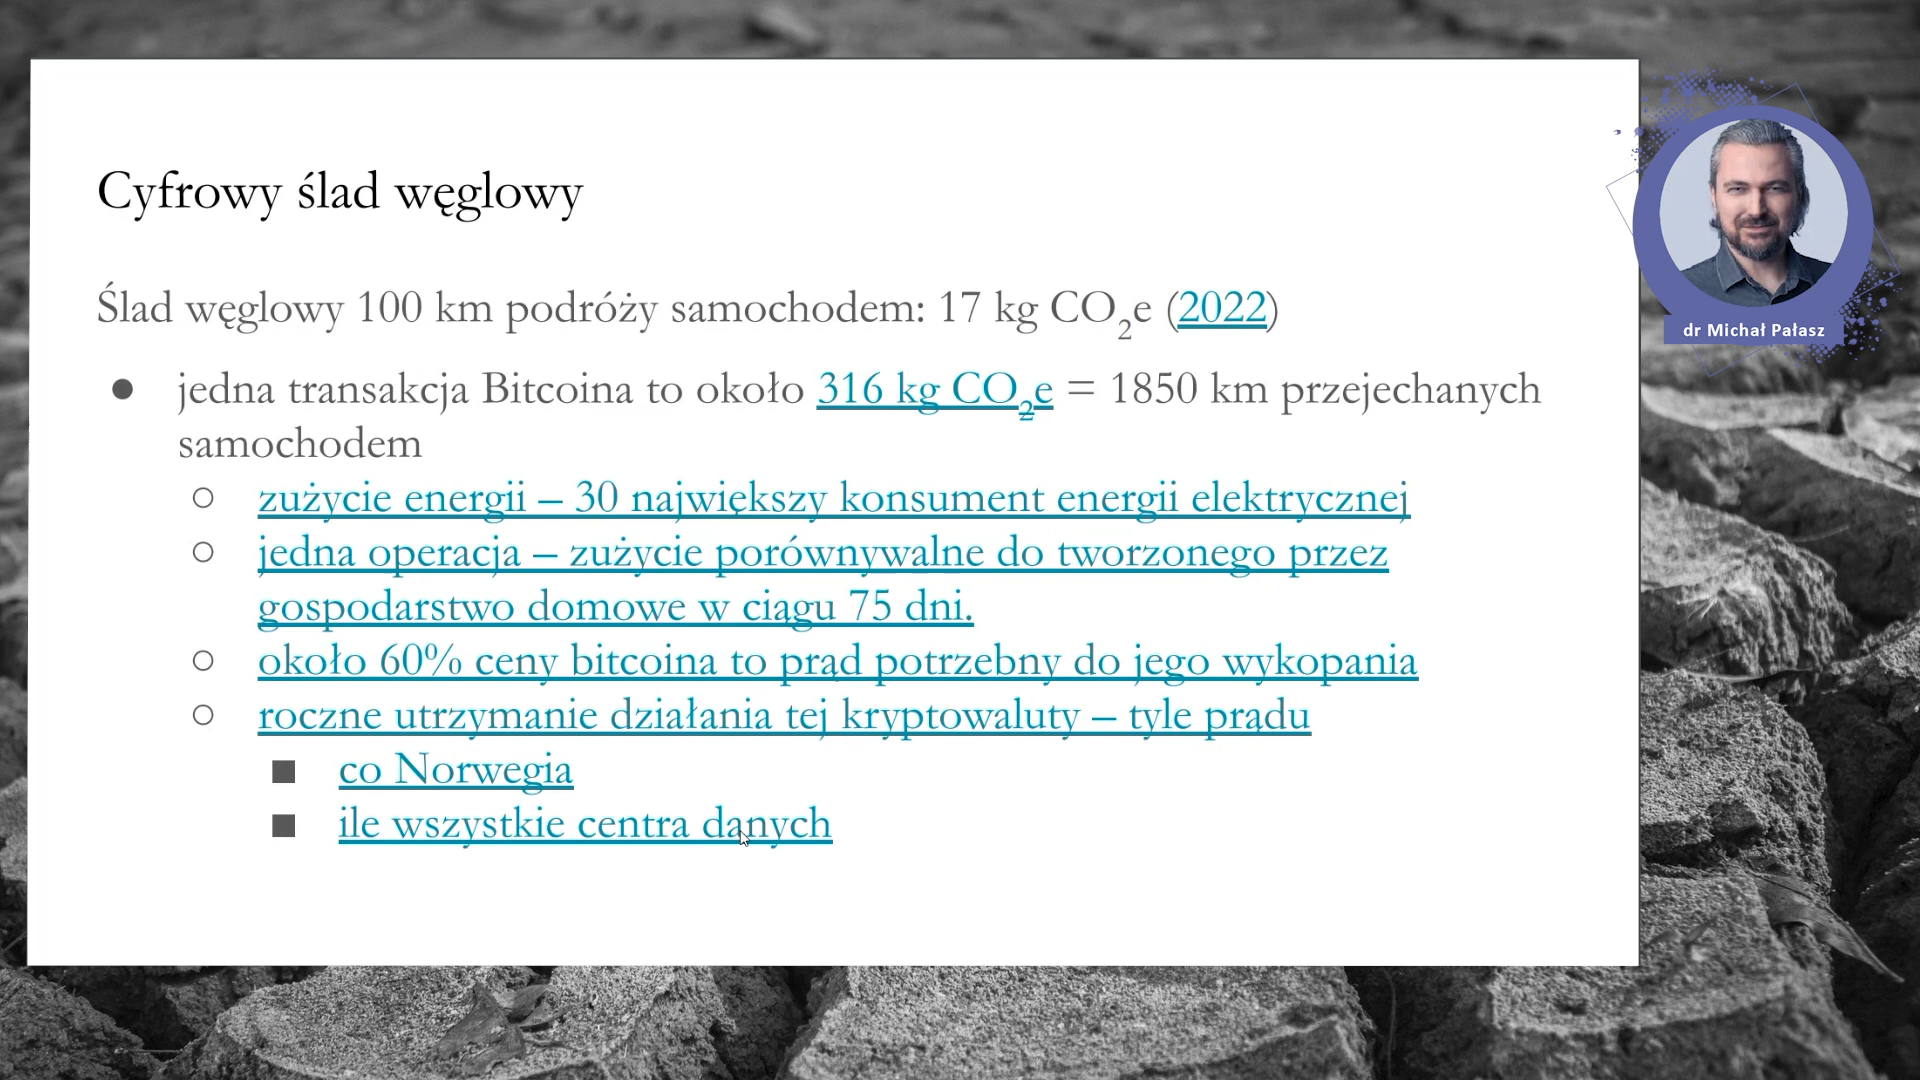 Cyfrowy ślad węglowy
Ślad węglowy 100 km podróży samochodem: 17 kg CO₂e (2022)
● jedna transakcja Bitcoina to około 316 kg CO₂e = 1850 km przejechanych
samochodem
○ zużycie energii – 30 największy konsument energii elektrycznej
○ jedna operacja – zużycie porównywalne do tworzonego przez
gospodarstwo domowe w ciągu 75 dni.
○ około 60% ceny bitcoina to prąd potrzebny do jego wykopania
○ roczne utrzymanie działania tej kryptowaluty – tyle prądu
■ co Norwegia
■ ile wszystkie centra danych
dr Michał Pałasz